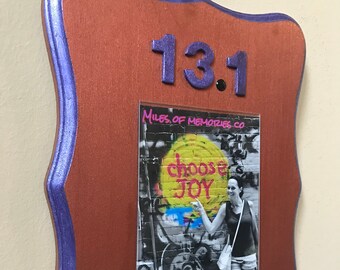 13.1
Miles of memories.co
choose
JOY